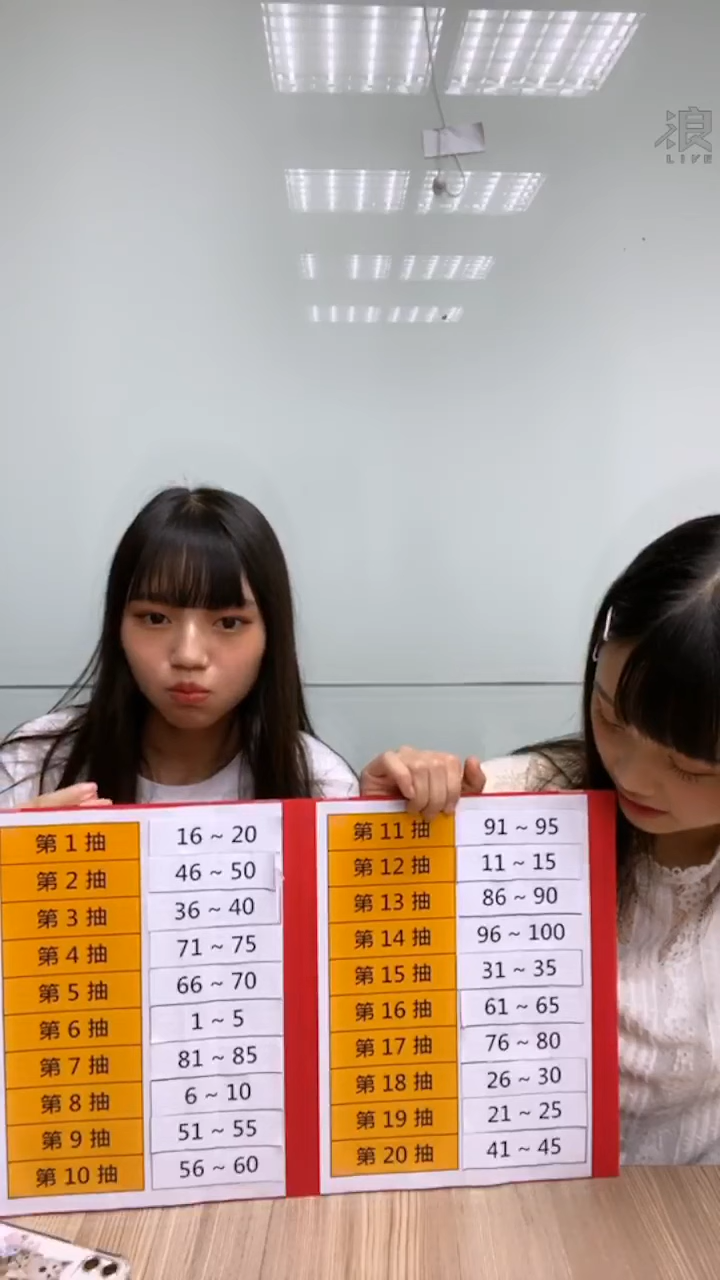 浪
LIVE
第 1 抽 16 ~ 20
第 2 抽 46 ~ 50
第 3 抽 36 ~ 40
第 4 抽 71 ~ 75
第 5 抽 66 ~ 70
第 6 抽 1 ~ 5
第 7 抽 81 ~ 85
第 8 抽 6 ~ 10
第 9 抽 51 ~ 55
第 10 抽 56 ~ 60
第 11 抽 91 ~ 95
第 12 抽 11 ~ 15
第 13 抽 86 ~ 90
第 14 抽 96 ~ 100
第 15 抽 31 ~ 35
第 16 抽 61 ~ 65
第 17 抽 76 ~ 80
第 18 抽 26 ~ 30
第 19 抽 21 ~ 25
第 20 抽 41 ~ 45